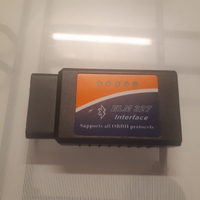 ELM 327
Interface
Supports all OBDII protocols